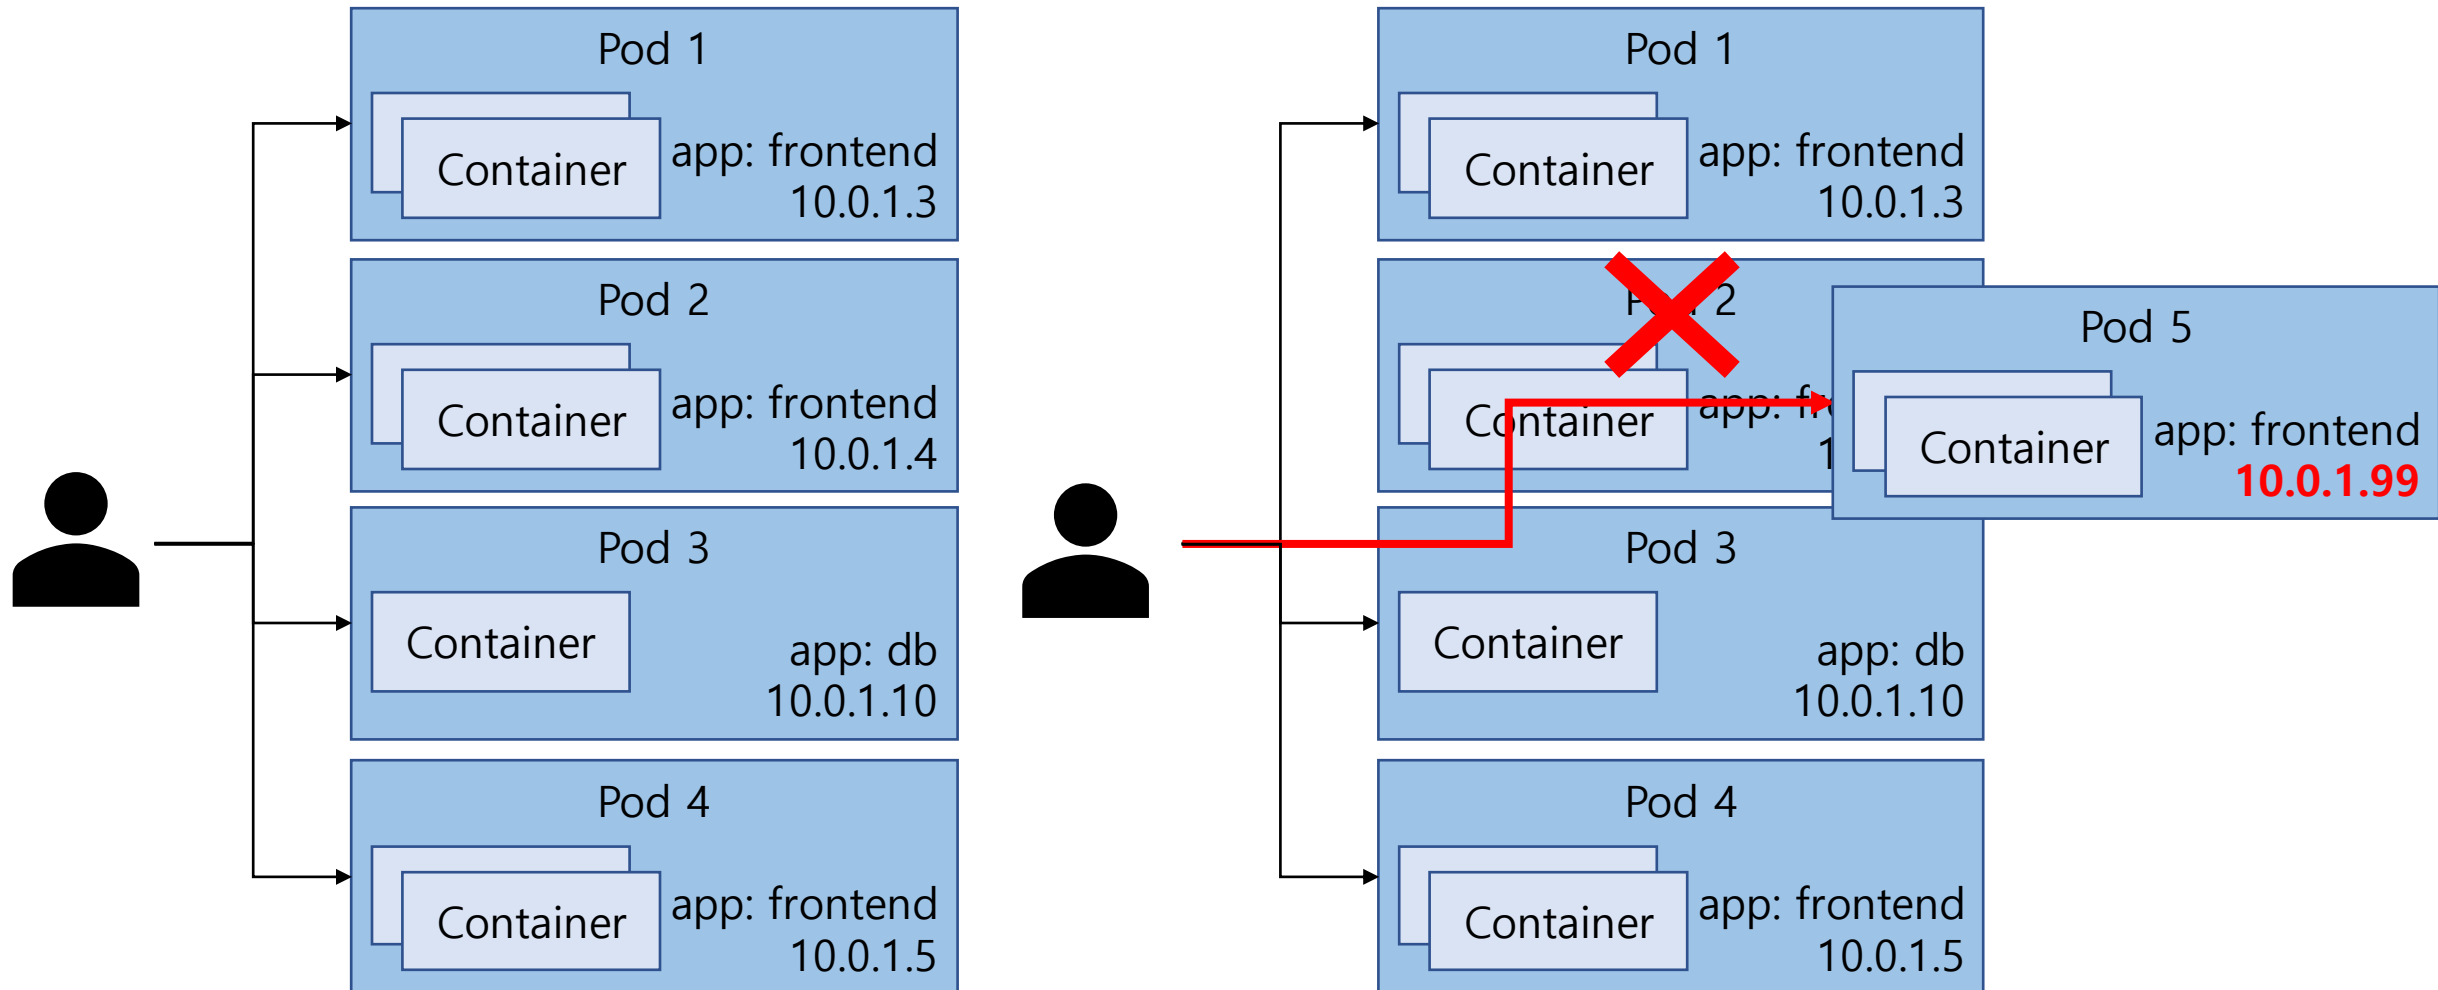 Pod 1
Container
app: frontend
10.0.1.3
Pod 2
Container
app: frontend
10.0.1.4
Pod 3
Container
app: db
10.0.1.10
Pod 4
Container
app: frontend
10.0.1.5
Pod 1
Container
app: frontend
10.0.1.3
2
Container
app:
Pod 5
Container
app: frontend
10.0.1.99
Pod 3
Container
app: db
10.0.1.10
Pod 4
Container
app: frontend
10.0.1.5